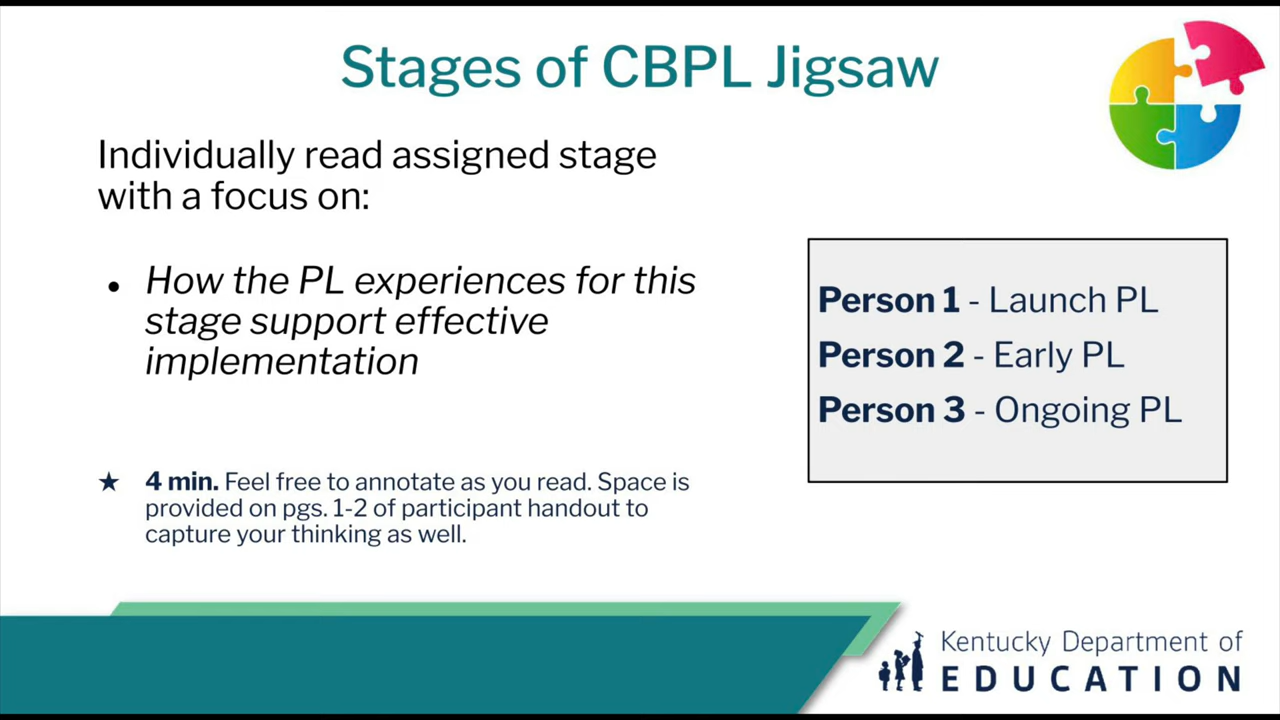 Stages of CBPL Jigsaw
Individually read assigned stage
with a focus on:
● How the PL experiences for this
stage support effective
implementation
★ 4 min. Feel free to annotate as you read. Space is
provided on pgs. 1-2 of participant handout to
capture your thinking as well.
Person 1 - Launch PL
Person 2 - Early PL
Person 3 - Ongoing PL
Kentucky Department of
EDUCATION